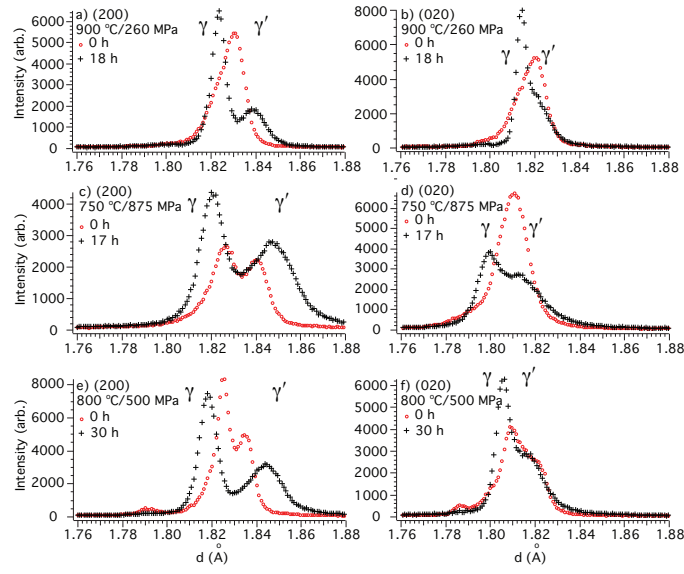 a) (200)
900 °C/260 MPa
0 h
18 h
γ
γ′
Intensity (arb.)
6000
5000
4000
3000
2000
1000
0
1.76
1.78
1.80
1.82
1.84
1.86
1.88
b) (020)
900 °C/260 MPa
0 h
18 h
γ
γ′
8000
6000
4000
2000
0
1.76
1.78
1.80
1.82
1.84
1.86
1.88
c) (200)
750 °C/875 MPa
0 h
17 h
γ
γ′
Intensity (arb.)
4000
3000
2000
1000
0
1.76
1.78
1.80
1.82
1.84
1.86
1.88
d) (020)
750 °C/875 MPa
0 h
17 h
γ
γ′
7000
6000
5000
4000
3000
2000
1000
0
1.76
1.78
1.80
1.82
1.84
1.86
1.88
e) (200)
800 °C/500 MPa
0 h
30 h
γ
γ′
Intensity (arb.)
8000
6000
4000
2000
0
1.76
1.78
1.80
1.82
1.84
1.86
1.88
d (Å)
f) (020)
800 °C/500 MPa
0 h
30 h
γ
γ′
6000
5000
4000
3000
2000
1000
0
1.76
1.78
1.80
1.82
1.84
1.86
1.88
d (Å)